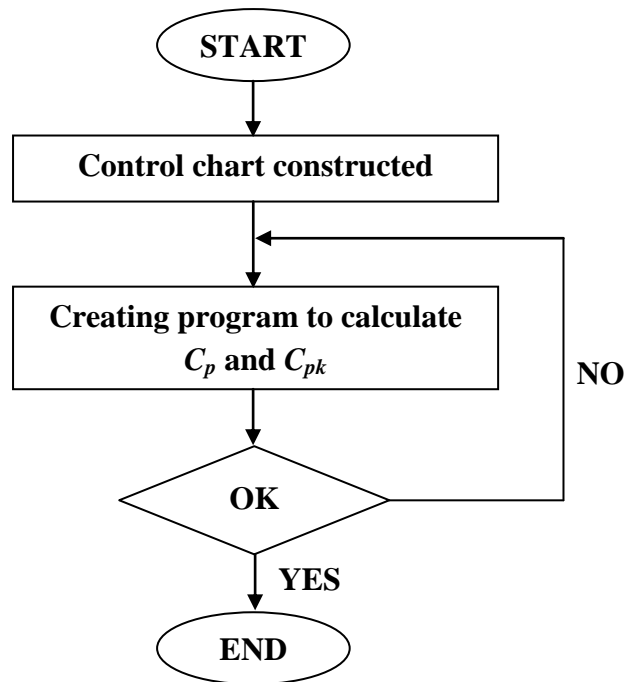 START
Control chart constructed
Creating program to calculate
Cp and Cpk
NO
OK
YES
END